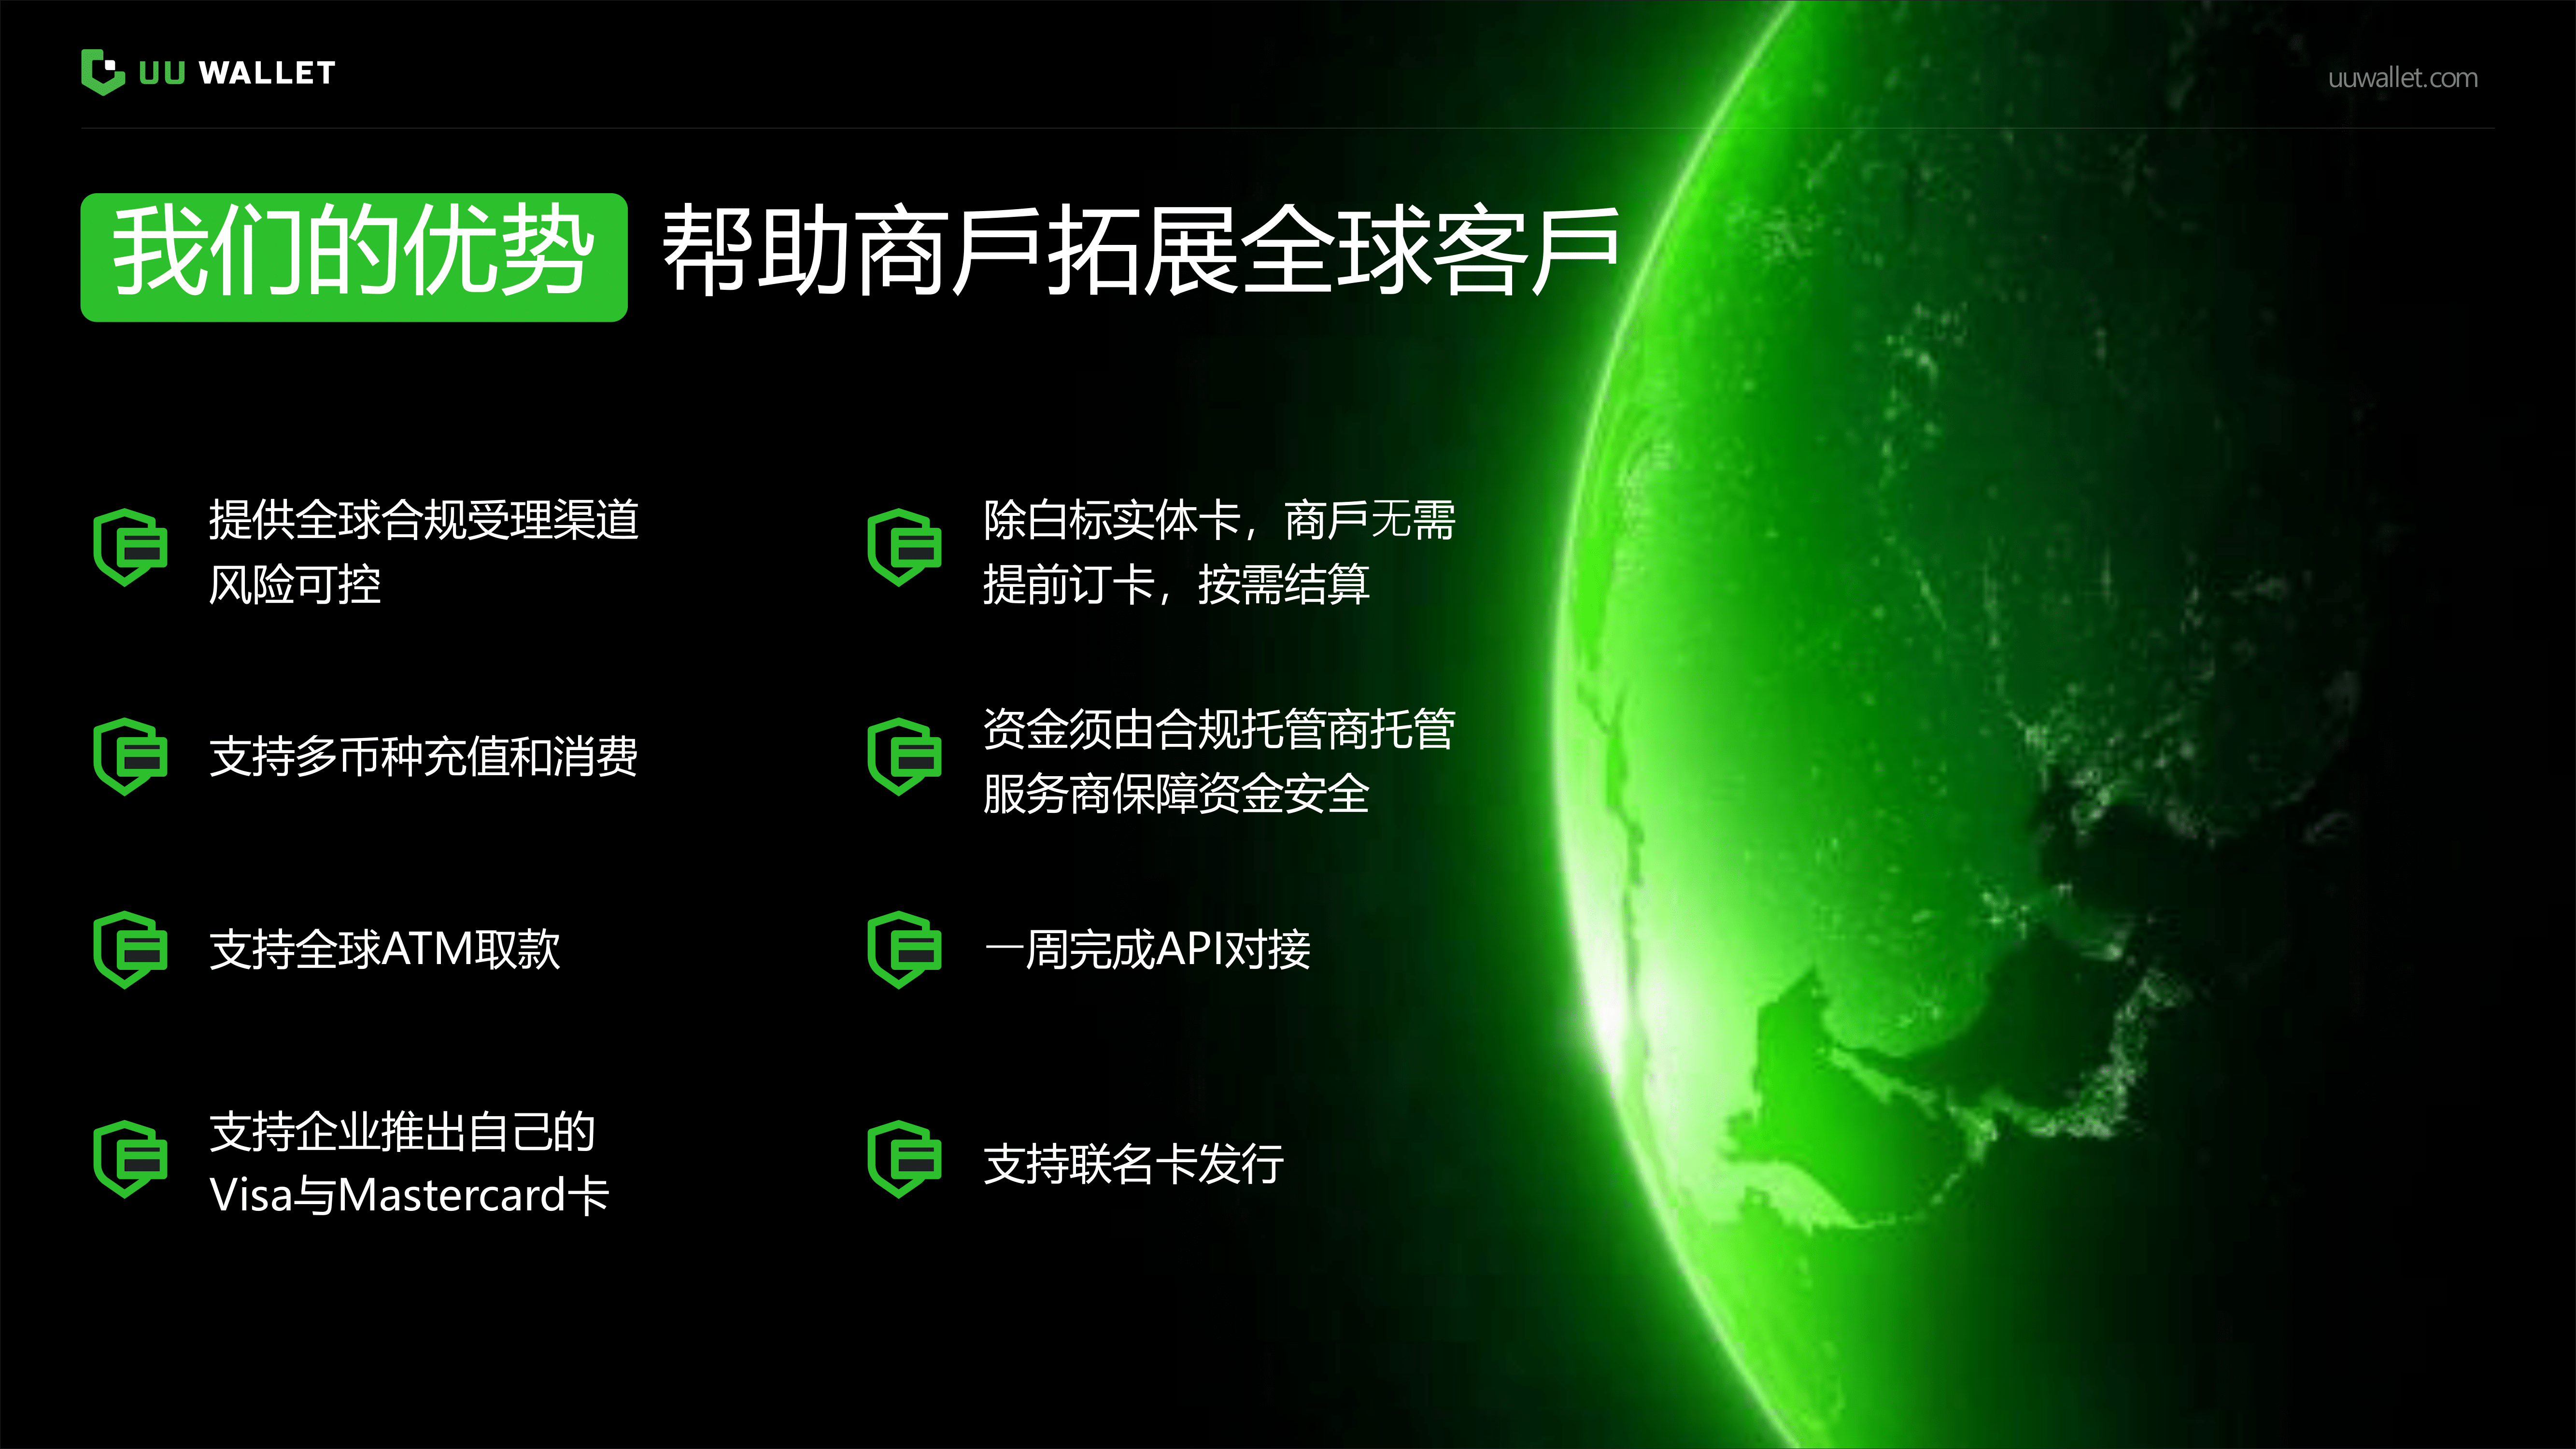 UU WALLET
uuwallet.com
我们的优势 帮助商戶拓展全球客戶
提供全球合规受理渠道
风险可控
支持多币种充值和消费
支持全球ATM取款
支持企业推出自己的
Visa与Mastercard卡
除白标实体卡，商戶无需
提前订卡，按需结算
资金须由合规托管商托管
服务商保障资金安全
一周完成API对接
支持联名卡发行